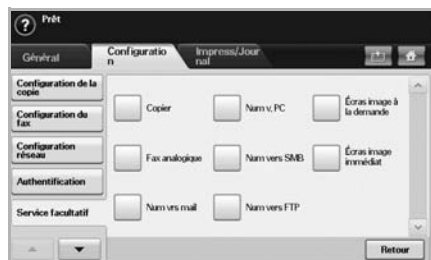 Prêt
Général
Configuratio
n
Impress/Jour
nal
Configuration de la
copie
Configuration du
fax
Configuration
réseau
Authentification
Service facultatif
Copier
Num v. PC
Écras image à
la demande
Fax analogique
Num vers SMB
Écras image
immédiat
Num vrs mail
Num vers FTP
Retour